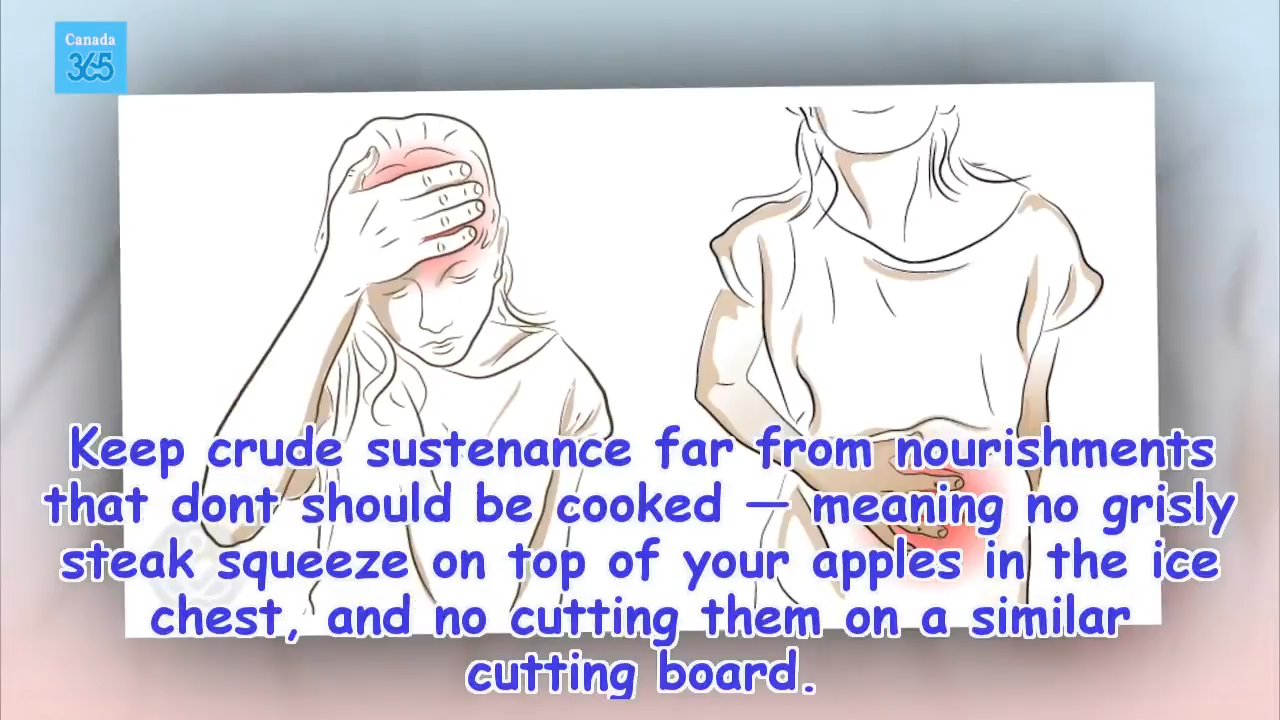 Canada
365
Keep crude sustenance far from nourishments
that dont should be cooked — meaning no grisly
steak squeeze on top of your apples in the ice
chest, and no cutting them on a similar
cutting board.